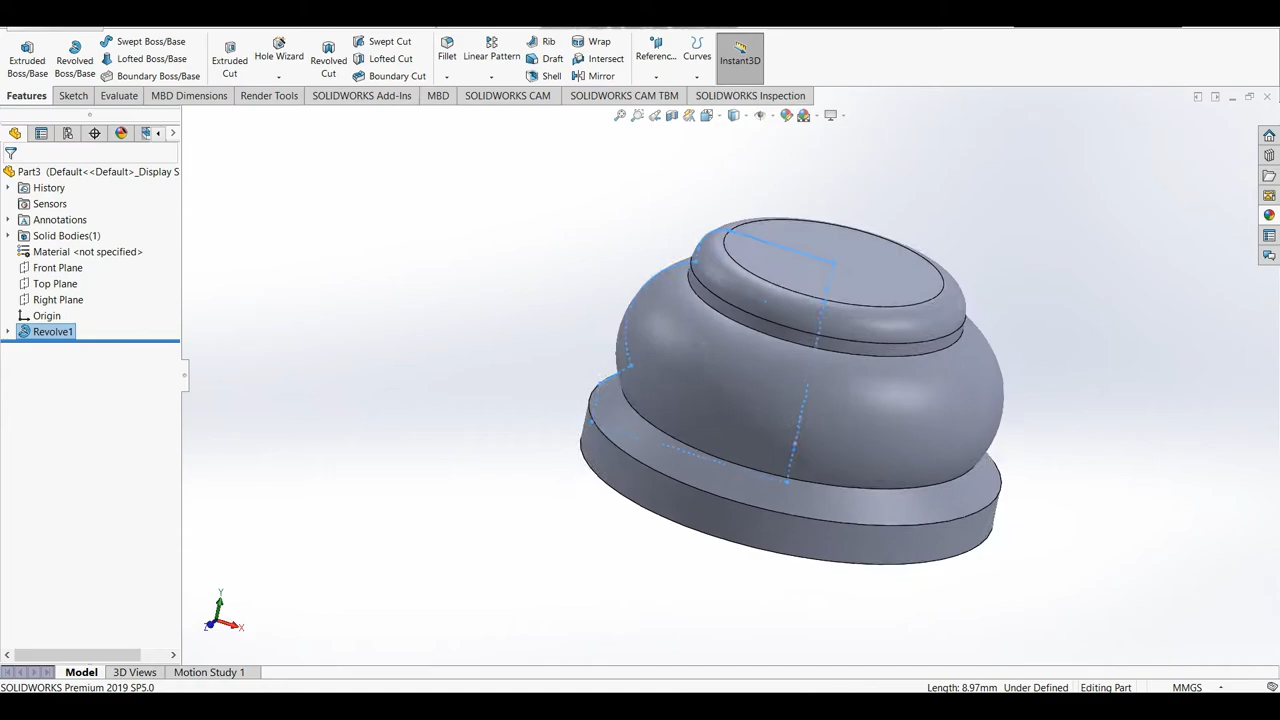 Extruded Boss/Base
Revolved Boss/Base
Swept Boss/Base
Lofted Boss/Base
Boundary Boss/Base
Extruded Cut
Hole Wizard
Revolved Cut
Swept Cut
Lofted Cut
Boundary Cut
Fillet
Linear Pattern
Rib
Draft
Shell
Wrap
Intersect
Mirror
Referenc...
Curves
Instant3D
Features Sketch Evaluate MBD Dimensions Render Tools SOLIDWORKS Add-Ins MBD SOLIDWORKS CAM SOLIDWORKS CAM TBM SOLIDWORKS Inspection
Part3 (Default<<Default>_Display S
History
Sensors
Annotations
Solid Bodies(1)
Material <not specified>
Front Plane
Top Plane
Right Plane
Origin
Revolve1
Y
Z X
Model 3D Views Motion Study 1
SOLIDWORKS Premium 2019 SP5.0 Length: 8.97mm Under Defined Editing Part MMGS